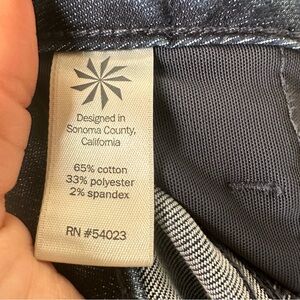 Designed in
Sonoma County,
California
65% cotton
33% polyester
2% spandex
RN #54023